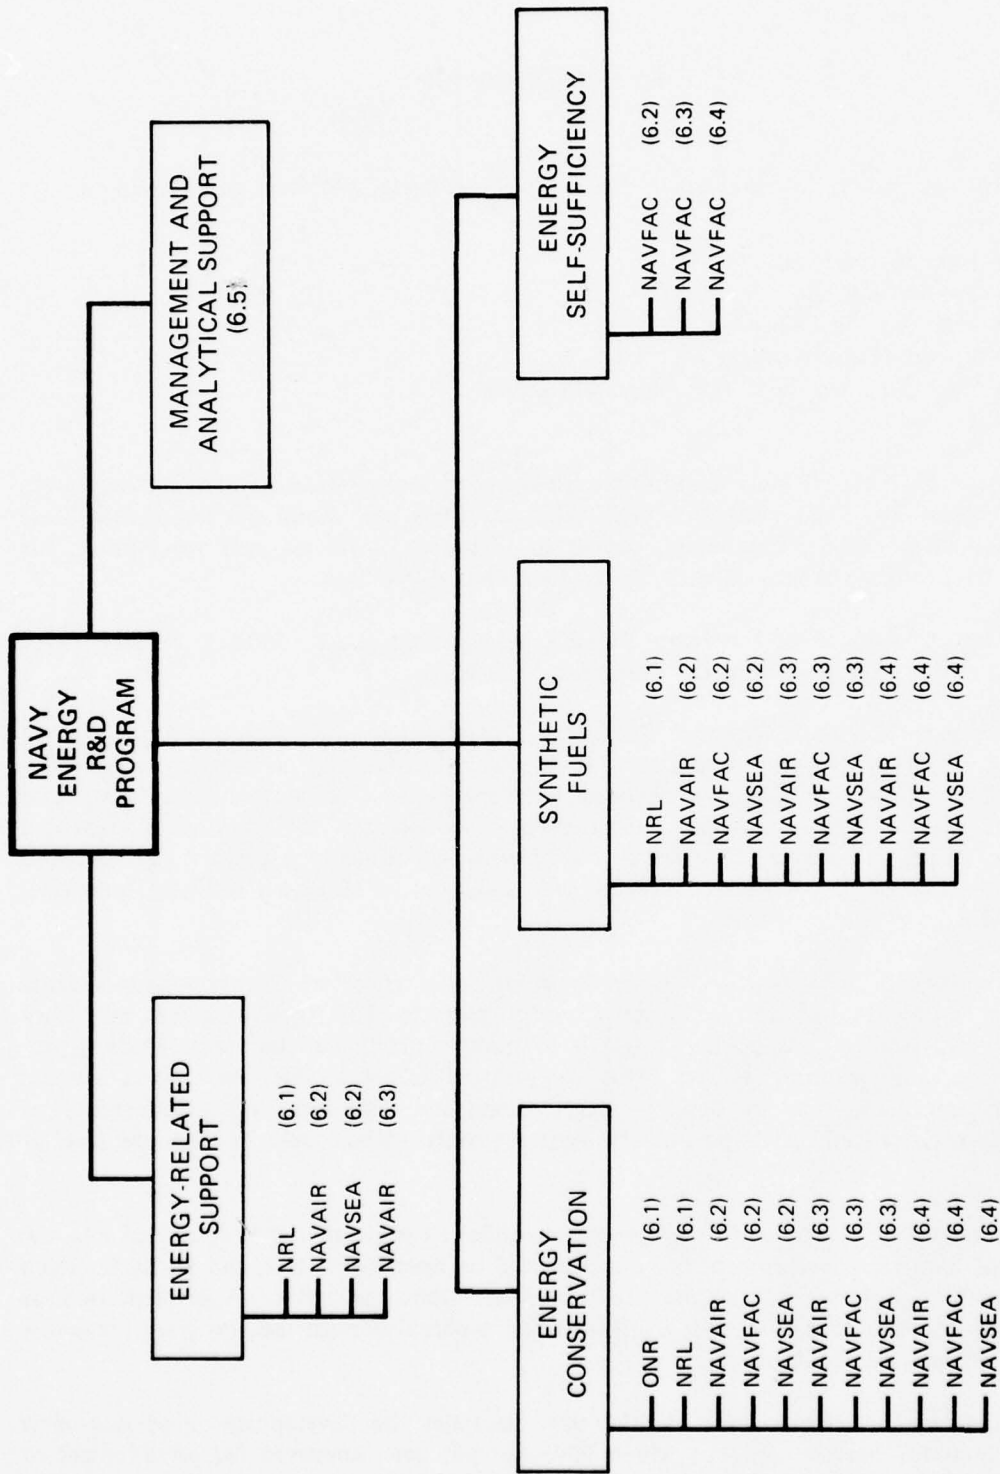 NAVY
ENERGY
R&D
PROGRAM
ENERGY-RELATED
SUPPORT
NRL (6.1)
NAVAIR (6.2)
NAVSEA (6.2)
NAVAIR (6.3)
MANAGEMENT AND
ANALYTICAL SUPPORT
(6.5)
ENERGY
CONSERVATION
ONR (6.1)
NRL (6.1)
NAVAIR (6.2)
NAVFAC (6.2)
NAVSEA (6.2)
NAVAIR (6.3)
NAVFAC (6.3)
NAVSEA (6.3)
NAVAIR (6.4)
NAVFAC (6.4)
NAVSEA (6.4)
SYNTHETIC
FUELS
NRL (6.1)
NAVAIR (6.2)
NAVFAC (6.2)
NAVSEA (6.2)
NAVAIR (6.3)
NAVFAC (6.3)
NAVSEA (6.3)
NAVAIR (6.4)
NAVFAC (6.4)
NAVSEA (6.4)
ENERGY
SELF-SUFFICIENCY
NAVFAC (6.2)
NAVFAC (6.3)
NAVFAC (6.4)